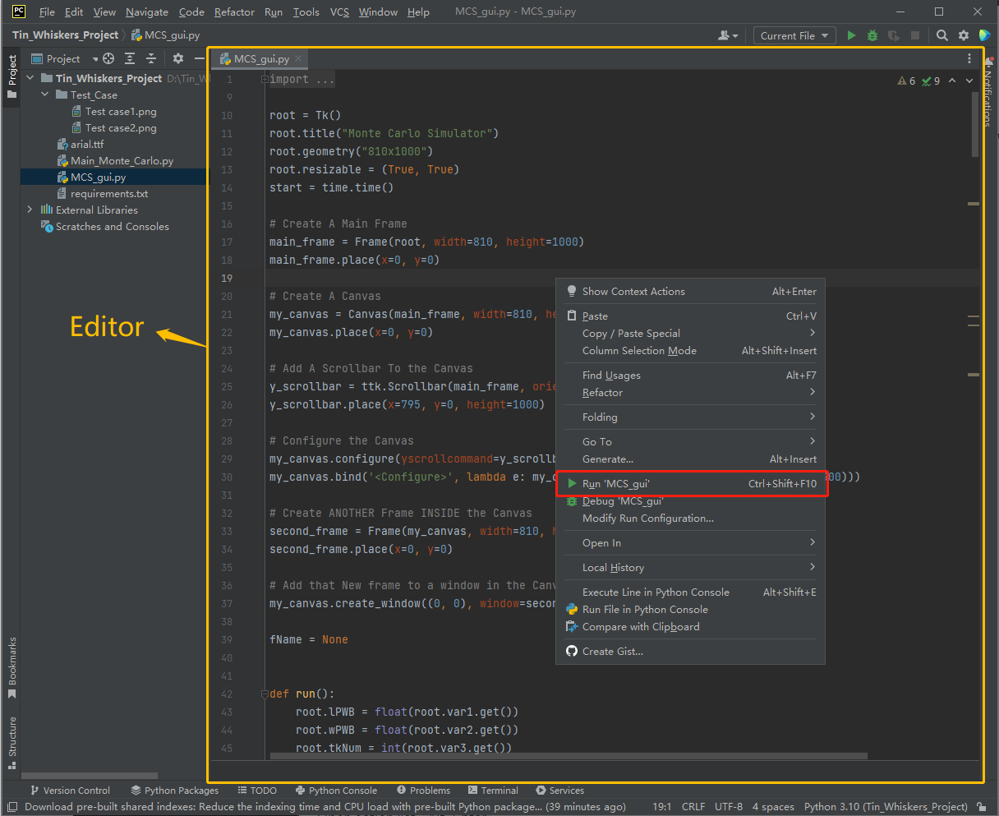 PC File Edit View Navigate Code Refactor Run Tools VCS Window Help MCS_gui.py - MCS_gui.py
Tin_Whiskers_Project MCS_gui.py Current File
Project
Project
MCS_gui.py
Notifications
Tin_Whiskers_Project D:\Tin_W
Test_Case
Test case1.png
Test case2.png
arial.ttf
Main_Monte_Carlo.py
MCS_gui.py
requirements.txt
External Libraries
Scratches and Consoles
Editor
6 9
1 import ...
9
10 root = Tk()
11 root.title("Monte Carlo Simulator")
12 root.geometry("810x1000")
13 root.resizable = (True, True)
14 start = time.time()
15
16 # Create A Main Frame
17 main_frame = Frame(root, width=810, height=1000)
18 main_frame.place(x=0, y=0)
19
20 # Create A Canvas
21 my_canvas = Canvas(main_frame, width=810, he
22 my_canvas.place(x=0, y=0)
23
24 # Add A Scrollbar To the Canvas
25 y_scrollbar = ttk.Scrollbar(main_frame, orie
26 y_scrollbar.place(x=795, y=0, height=1000)
27
28 # Configure the Canvas
29 my_canvas.configure(yscrollcommand=y_scrollb
30 my_canvas.bind('<Configure>', lambda e: my_c 00)))
31
32 # Create ANOTHER Frame INSIDE the Canvas
33 second_frame = Frame(my_canvas, width=810, h
34 second_frame.place(x=0, y=0)
35
36 # Add that New frame to a window in the Canv
37 my_canvas.create_window((0, 0), window=secon
38
39 fName = None
40
41
42 def run():
43 root.lPWB = float(root.var1.get())
44 root.wPWB = float(root.var2.get())
45 root.tkNum = int(root.var3.get())
Show Context Actions Alt+Enter
Paste Ctrl+V
Copy / Paste Special
Column Selection Mode Alt+Shift+Insert
Find Usages Alt+F7
Refactor
Folding
Go To
Generate... Alt+Insert
Run 'MCS_gui' Ctrl+Shift+F10
Debug 'MCS_gui'
Modify Run Configuration...
Open In
Local History
Execute Line in Python Console Alt+Shift+E
Run File in Python Console
Compare with Clipboard
Create Gist...
Bookmarks
Structure
Version Control Python Packages TODO Python Console Problems Terminal Services
Download pre-built shared indexes: Reduce the indexing time and CPU load with pre-built Python package... (39 minutes ago) 19:1 CRLF UTF-8 4 spaces Python 3.10 (Tin_Whiskers_Project)